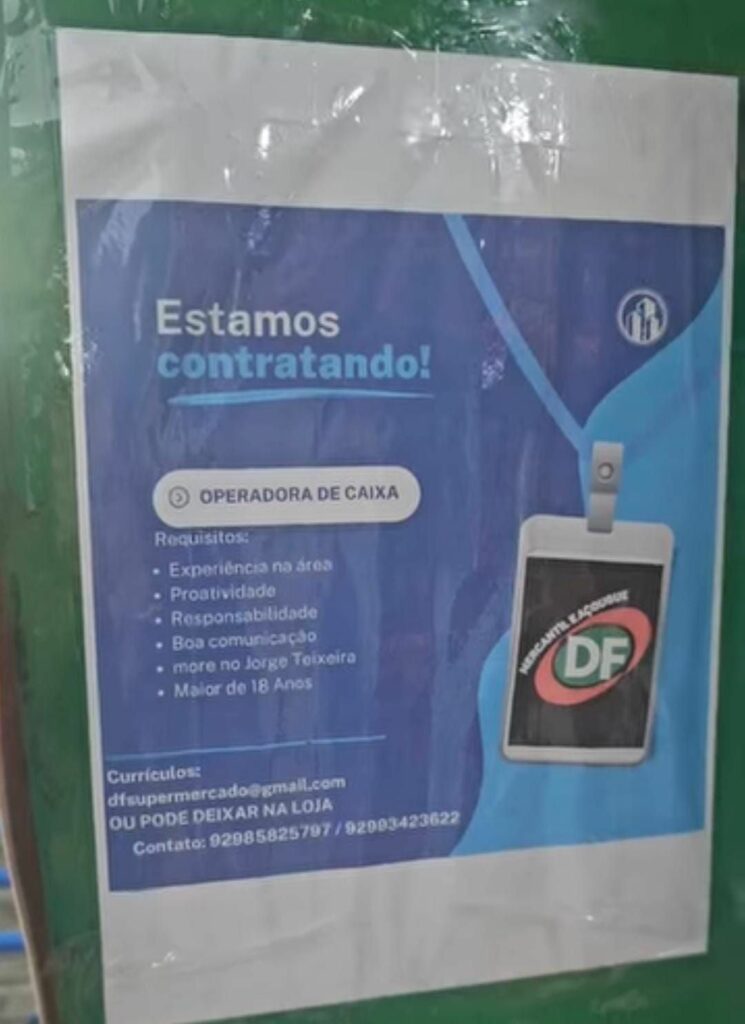 Estamos
contratando!
OPERADORA DE CAIXA
Requisitos:
• Experiência na área
• Proatividade
• Responsabilidade
• Boa comunicação
• more no Jorge Teixeira
• Maior de 18 Anos
MERCANTIL E AÇOUGUE
DF
Currículos:
dfsupermercado@gmail.com
OU PODE DEIXAR NA LOJA
Contato: 92985825797 / 92993423622